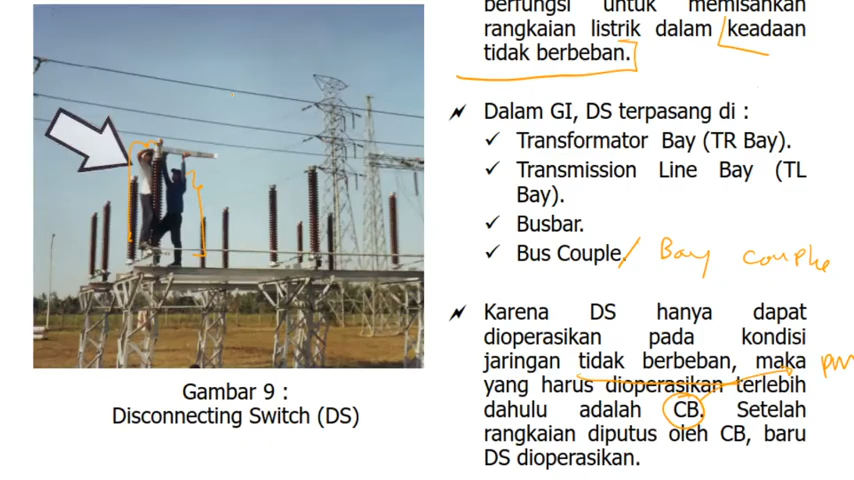 berfungsi untuk memisahkan
rangkaian listrik dalam keadaan
tidak berbeban.
Dalam GI, DS terpasang di :
Transformator Bay (TR Bay).
Transmission Line Bay (TL
Bay).
Busbar.
Bus Couple. / Bay couple
Karena DS hanya dapat
dioperasikan pada kondisi
jaringan tidak berbeban, maka
yang harus dioperasikan terlebih
dahulu adalah CB. Setelah
rangkaian diputus oleh CB, baru
DS dioperasikan.
Gambar 9 :
Disconnecting Switch (DS)